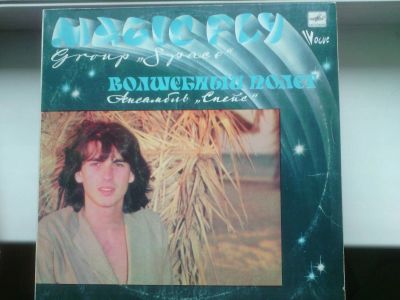 MAGIC FLY
Group „Space“
Vogue
ВОЛШЕБНЫЙ ПОЛЕТ
Ансамбль „Спейс“